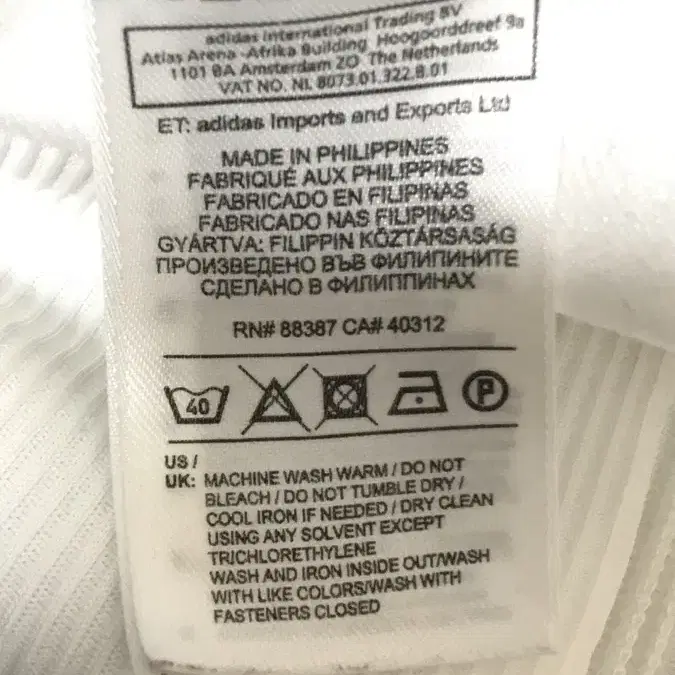 adidas International Trading BV
Atlas Arena -Afrika Building Hoogoorddreef 9a
1101 BA Amsterdam ZO The Netherlands
VAT NO. NL 8073.01.322.B.01
ET: adidas Imports and Exports Ltd
MADE IN PHILIPPINES
FABRIQUÉ AUX PHILIPPINES
FABRICADO EN FILIPINAS
FABRICADO NAS FILIPINAS
GYÁRTVA: FILIPPIN KÖZTÁRSASÁG
ПРОИЗВЕДЕНО ВЪВ ФИЛИПИНИТЕ
СДЕЛАНО В ФИЛИППИНАХ
RN# 88387 CA# 40312
40 P
US /
UK: MACHINE WASH WARM / DO NOT
BLEACH / DO NOT TUMBLE DRY /
COOL IRON IF NEEDED / DRY CLEAN
USING ANY SOLVENT EXCEPT
TRICHLORETHYLENE
WASH AND IRON INSIDE OUT/WASH
WITH LIKE COLORS/WASH WITH
FASTENERS CLOSED